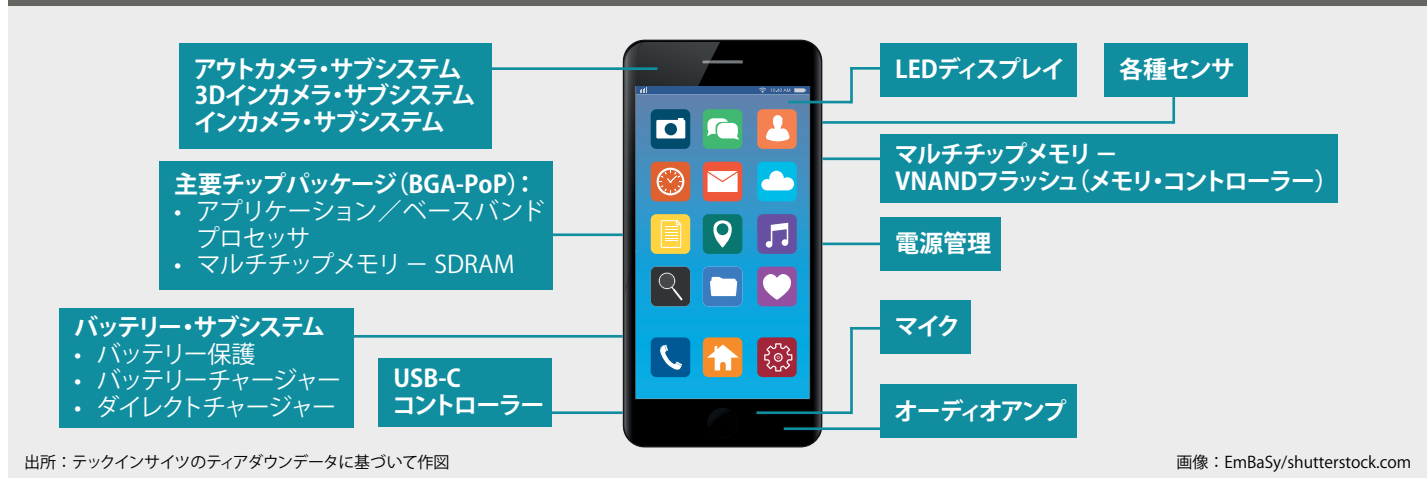 アウトカメラ・サブシステム
3Dインカメラ・サブシステム
インカメラ・サブシステム
主要チップパッケージ（BGA-PoP）：
• アプリケーション／ベースバンド
プロセッサ
• マルチチップメモリ － SDRAM
バッテリー・サブシステム
• バッテリー保護
• バッテリーチャージャー
• ダイレクトチャージャー
USB-C
コントローラー
LEDディスプレイ
各種センサ
マルチチップメモリ －
VNANDフラッシュ（メモリ・コントローラー）
電源管理
マイク
オーディオアンプ
出所：テックインサイツのティアダウンデータに基づいて作図
画像：EmBaSy/shutterstock.com